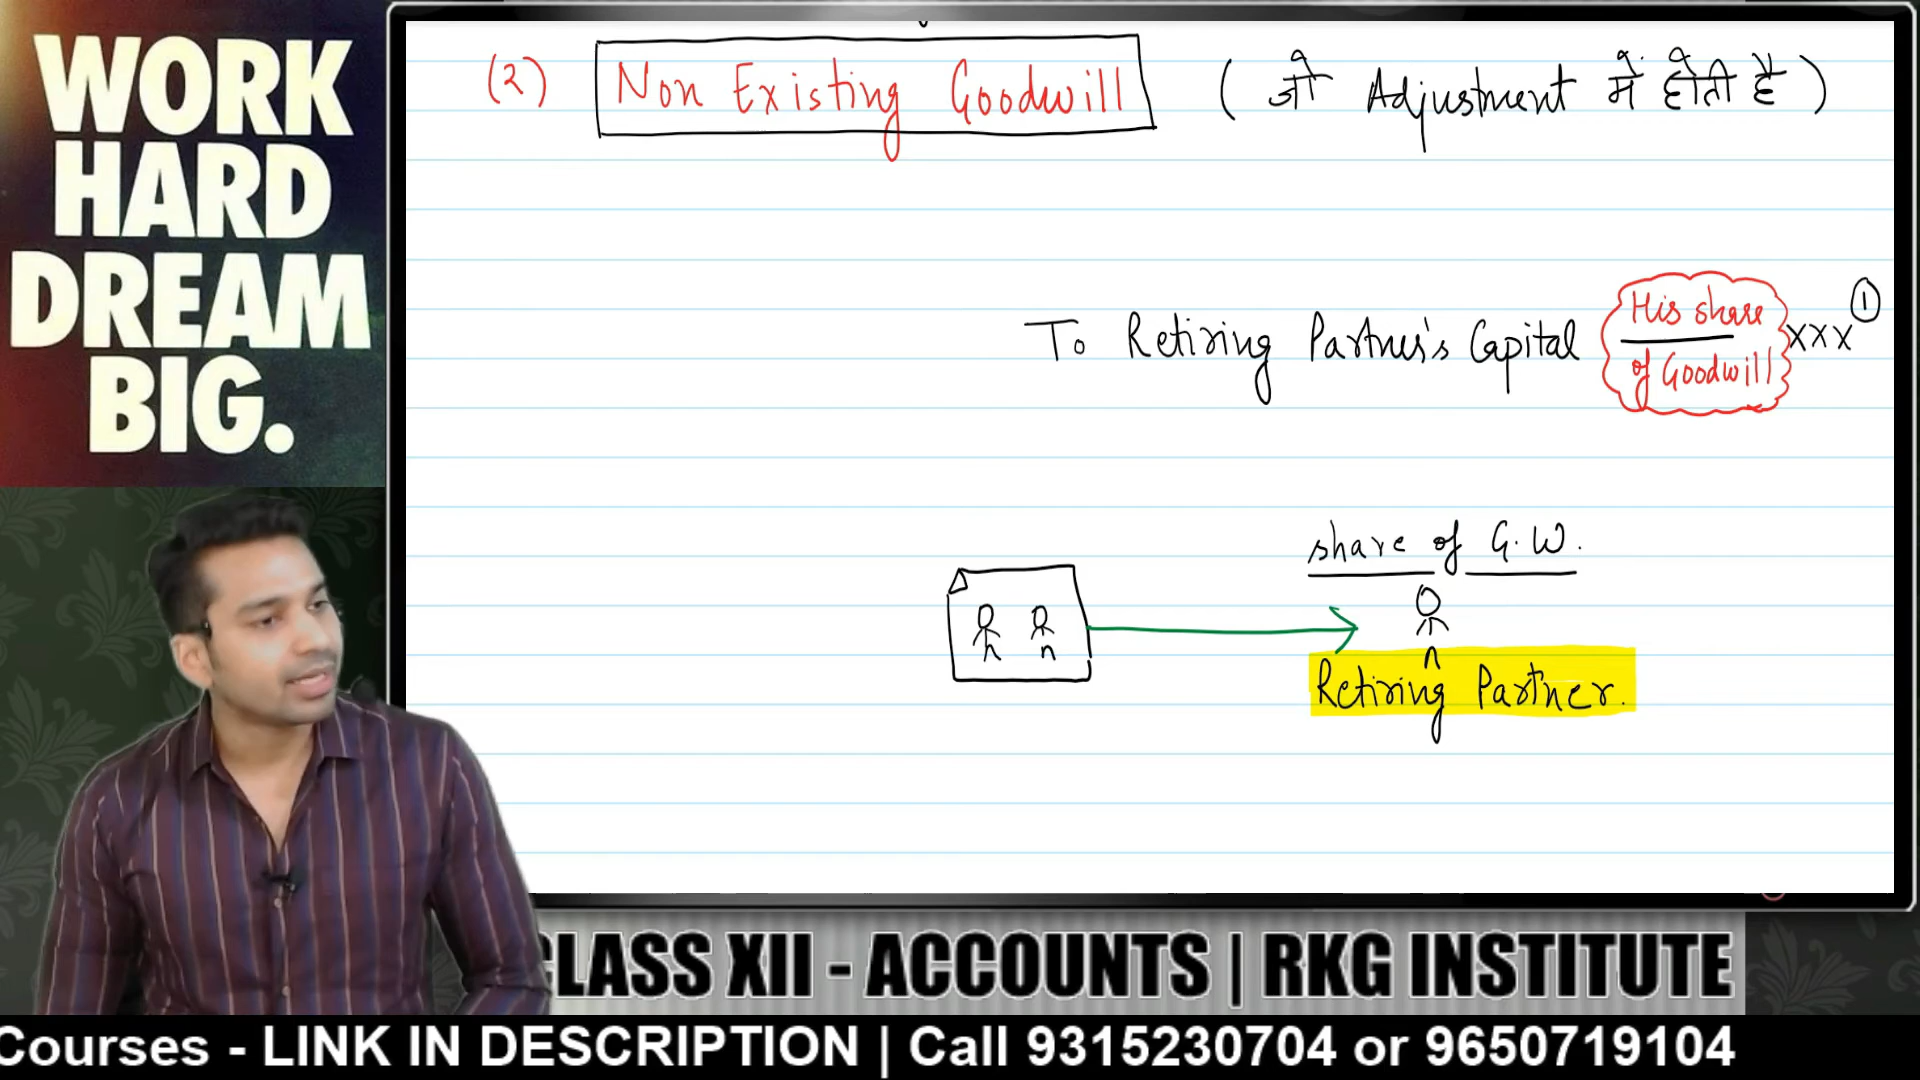 WORK
HARD
DREAM
BIG.
(2) Non Existing Goodwill ( जो Adjustment में होती है )
To Retiring Partner's Capital His share of Goodwill xxx ①
share of G.W.
Retiring Partner.
CLASS XII - ACCOUNTS | RKG INSTITUTE
Courses - LINK IN DESCRIPTION | Call 9315230704 or 9650719104